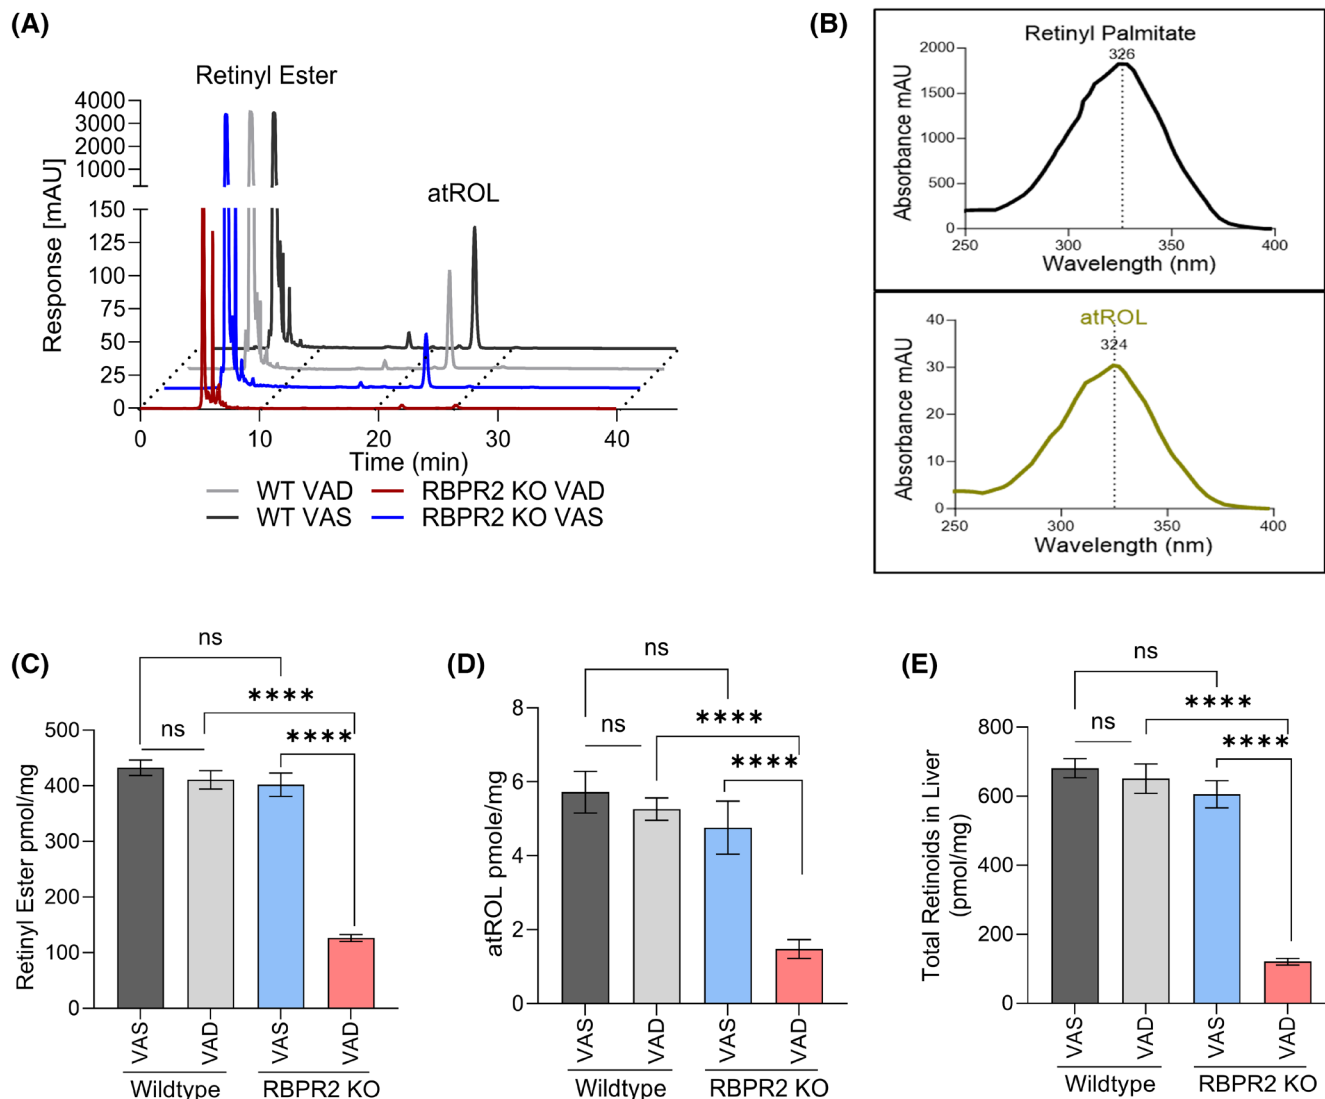 (A)
Retinyl Ester
atROL
Response [mAU]
4000
3000
2000
1000
150
125
100
75
50
25
0
0 10 20 30 40
Time (min)
WT VAD RBPR2 KO VAD
WT VAS RBPR2 KO VAS
(B)
Retinyl Palmitate
326
Absorbance mAU
2000
1500
1000
500
0
250 300 350 400
Wavelength (nm)
atROL
324
Absorbance mAU
40
30
20
10
0
250 300 350 400
Wavelength (nm)
(C)
ns
****
ns
****
Retinyl Ester pmol/mg
500
400
300
200
100
0
VAS VAD VAS VAD
Wildtype RBPR2 KO
(D)
ns
****
ns
****
atROL pmole/mg
8
6
4
2
0
VAS VAD VAS VAD
Wildtype RBPR2 KO
(E)
ns
****
ns
****
Total Retinoids in Liver
(pmol/mg)
800
600
400
200
0
VAS VAD VAS VAD
Wildtype RBPR2 KO